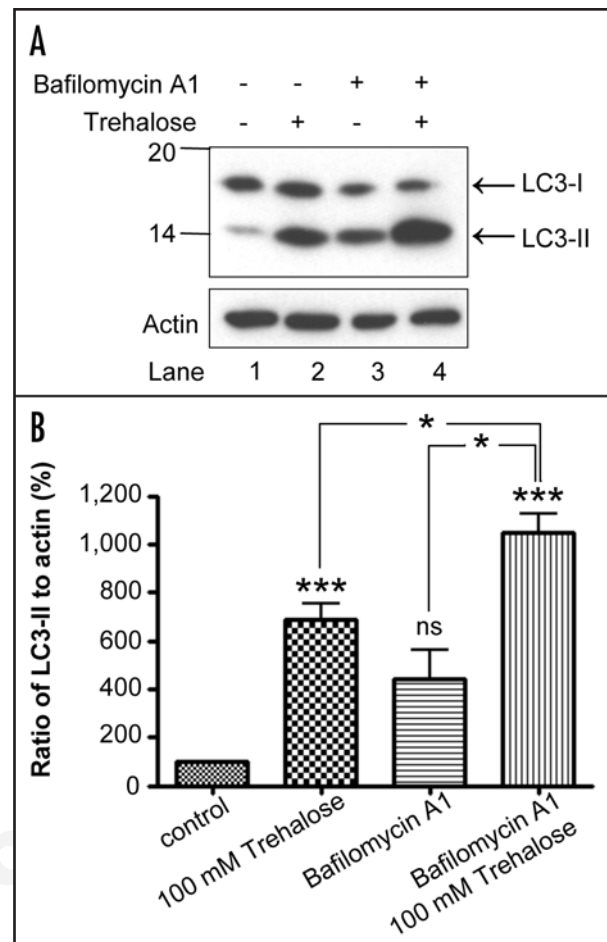 A
Bafilomycin A1 - - + +
Trehalose - + - +
20
LC3-I
14
LC3-II
Actin
Lane 1 2 3 4
B
Ratio of LC3-II to actin (%)
*
*
1,200
1,000
800
600
400
200
0
***
ns
***
control
100 mM Trehalose
Bafilomycin A1
Bafilomycin A1
100 mM Trehalose